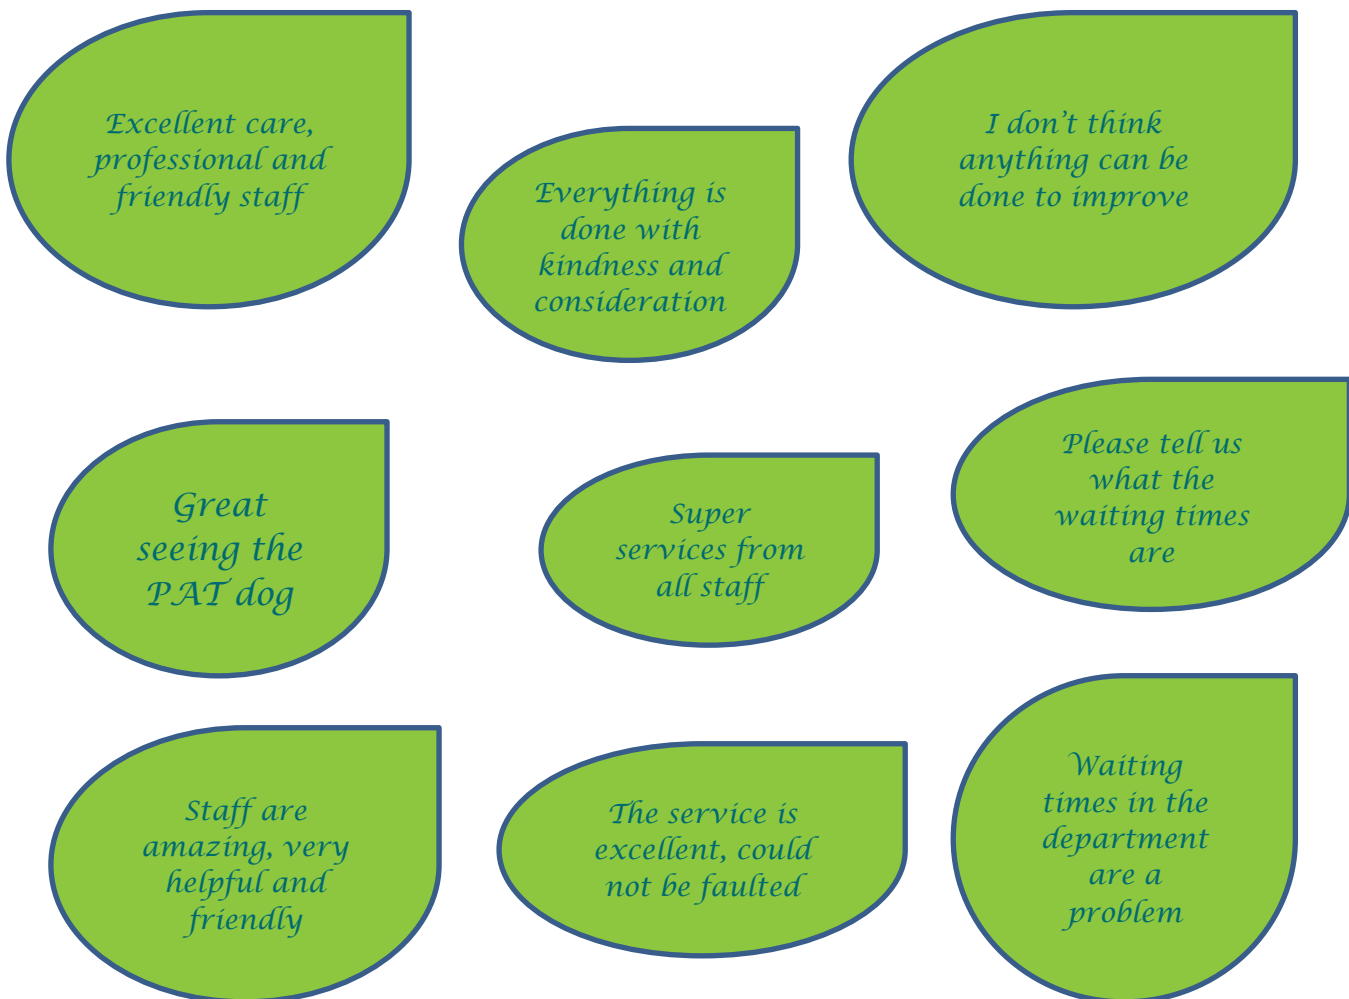 Excellent care,
professional and
friendly staff
Everything is
done with
kindness and
consideration
I don't think
anything can be
done to improve
Great
seeing the
PAT dog
Super
services from
all staff
Please tell us
what the
waiting times
are
Staff are
amazing, very
helpful and
friendly
The service is
excellent, could
not be faulted
Waiting
times in the
department
are a
problem